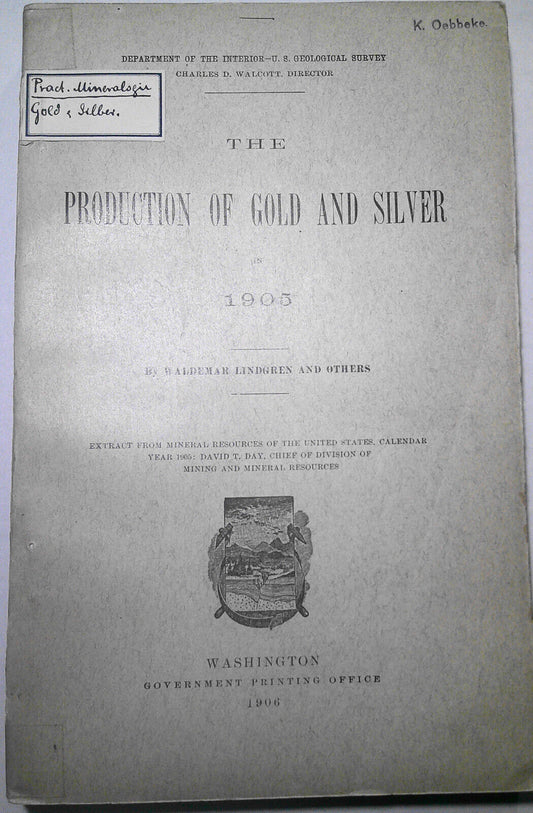 K. Oebbeke.
DEPARTMENT OF THE INTERIOR—U. S. GEOLOGICAL SURVEY
CHARLES D. WALCOTT, DIRECTOR
Pract. Mineralogie
Gold & Silber.
THE
PRODUCTION OF GOLD AND SILVER
IN
1905
BY WALDEMAR LINDGREN AND OTHERS
EXTRACT FROM MINERAL RESOURCES OF THE UNITED STATES, CALENDAR
YEAR 1905: DAVID T. DAY, CHIEF OF DIVISION OF
MINING AND MINERAL RESOURCES
WASHINGTON
GOVERNMENT PRINTING OFFICE
1906